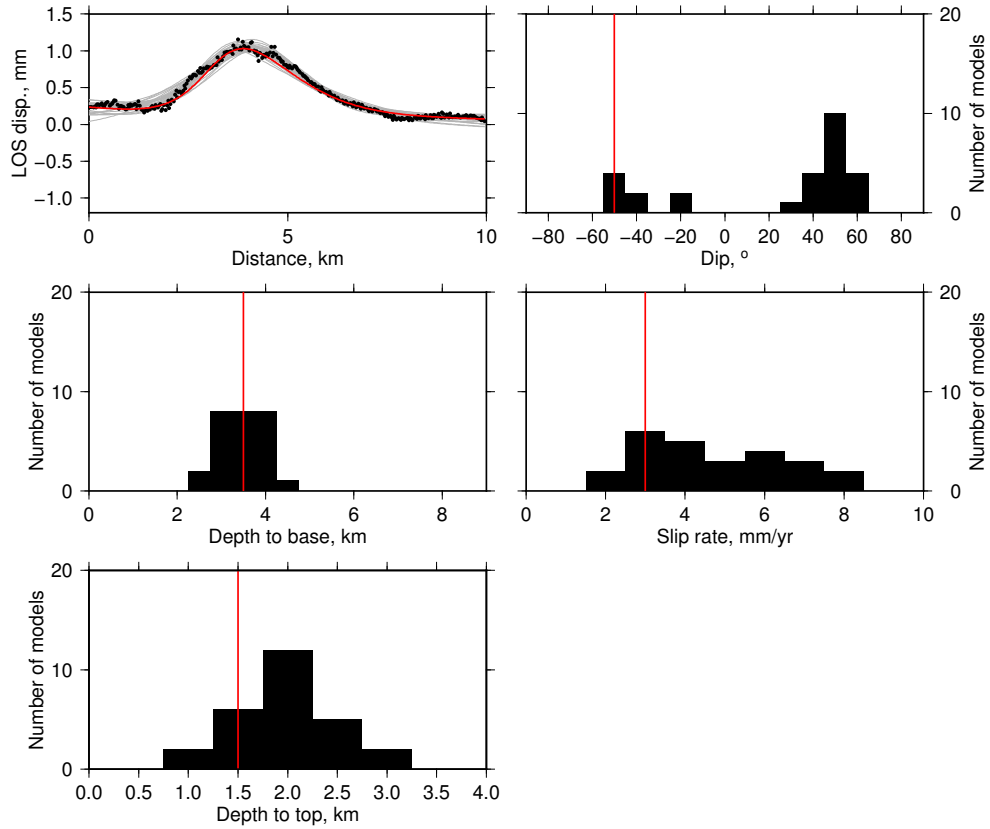 1.5
1.0
0.5
0.0
−0.5
−1.0
LOS disp., mm
0 5 10
Distance, km
20
10
0
Number of models
−80 −60 −40 −20 0 20 40 60 80
Dip, º
20
10
0
Number of models
0 2 4 6 8
Depth to base, km
20
10
0
Number of models
0 2 4 6 8 10
Slip rate, mm/yr
20
10
0
Number of models
0.0 0.5 1.0 1.5 2.0 2.5 3.0 3.5 4.0
Depth to top, km